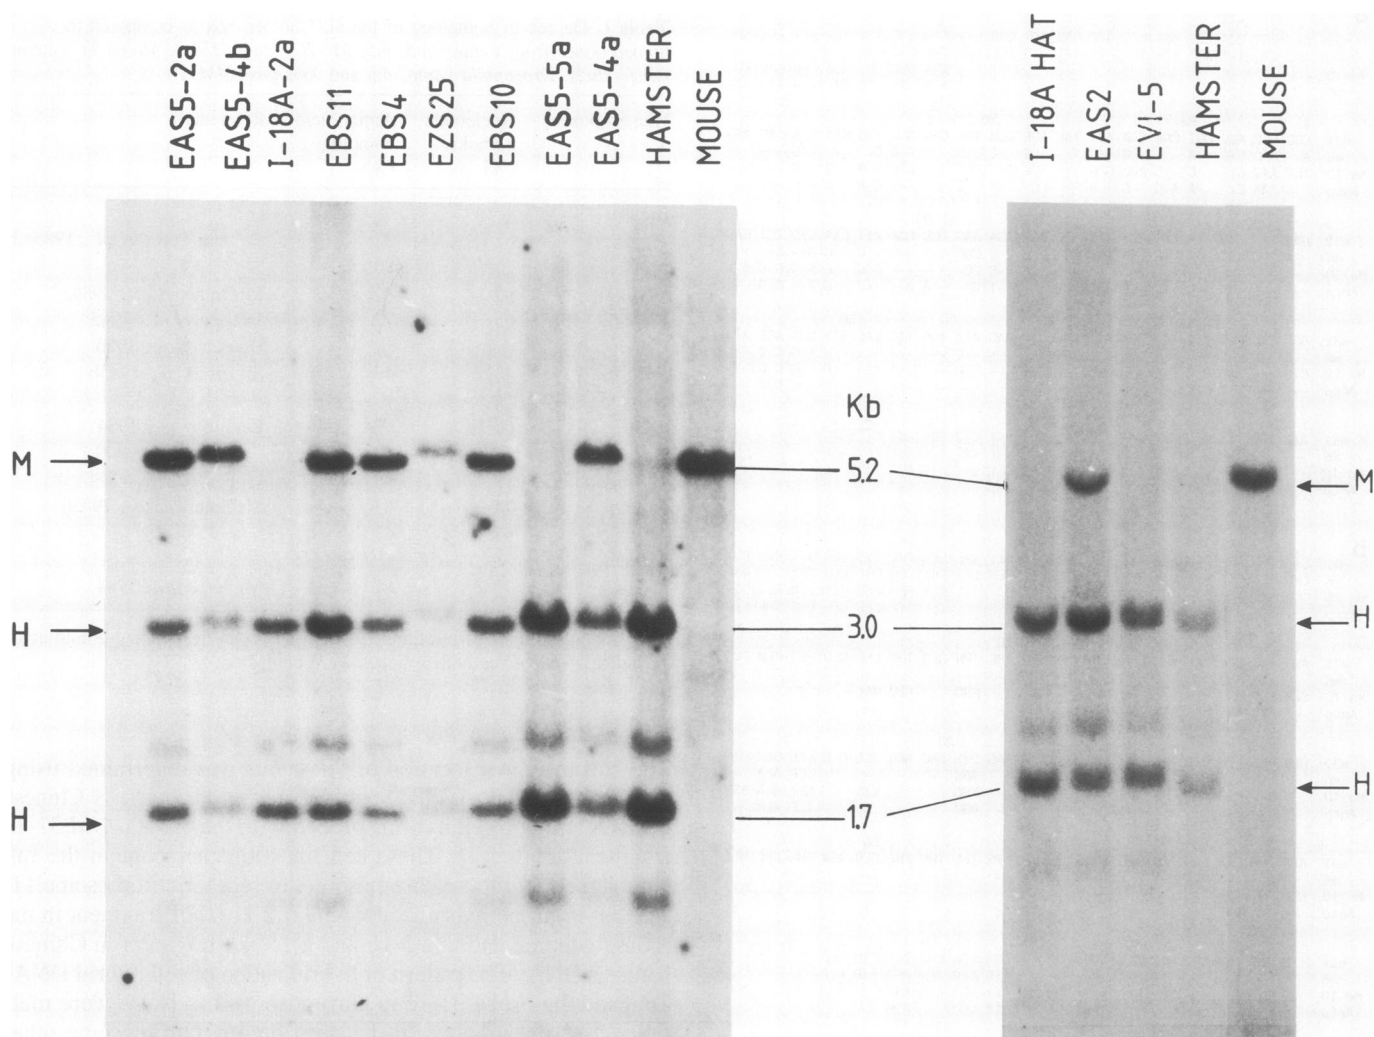 EAS5-2a
EAS5-4b
T-18A-2a
EBS11
EBS4
EZS25
EBS10
EAS5-5a
EAS5-4a
HAMSTER
MOUSE
T-18A HAT
EAS2
EVI-5
HAMSTER
MOUSE
Kb
M 5.2 M
H 3.0 H
H 1.7 H